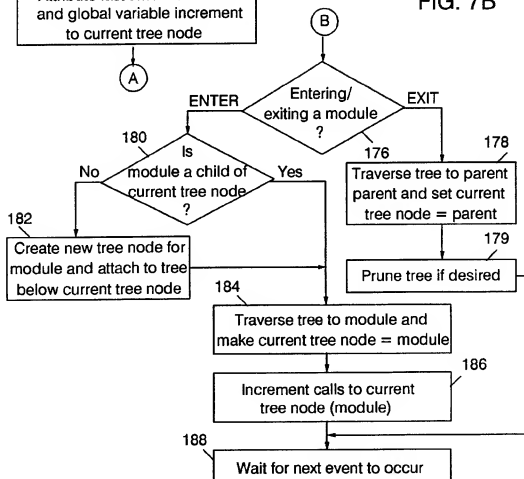 and global variable increment
to current tree node
A
FIG. 7B
B
Entering/
exiting a module
?
ENTER
EXIT
176
180
Is
module a child of
current tree node
?
No
Yes
178
Traverse tree to parent
parent and set current
tree node = parent
179
Prune tree if desired
182
Create new tree node for
module and attach to tree
below current tree node
184
Traverse tree to module and
make current tree node = module
186
Increment calls to current
tree node (module)
188
Wait for next event to occur